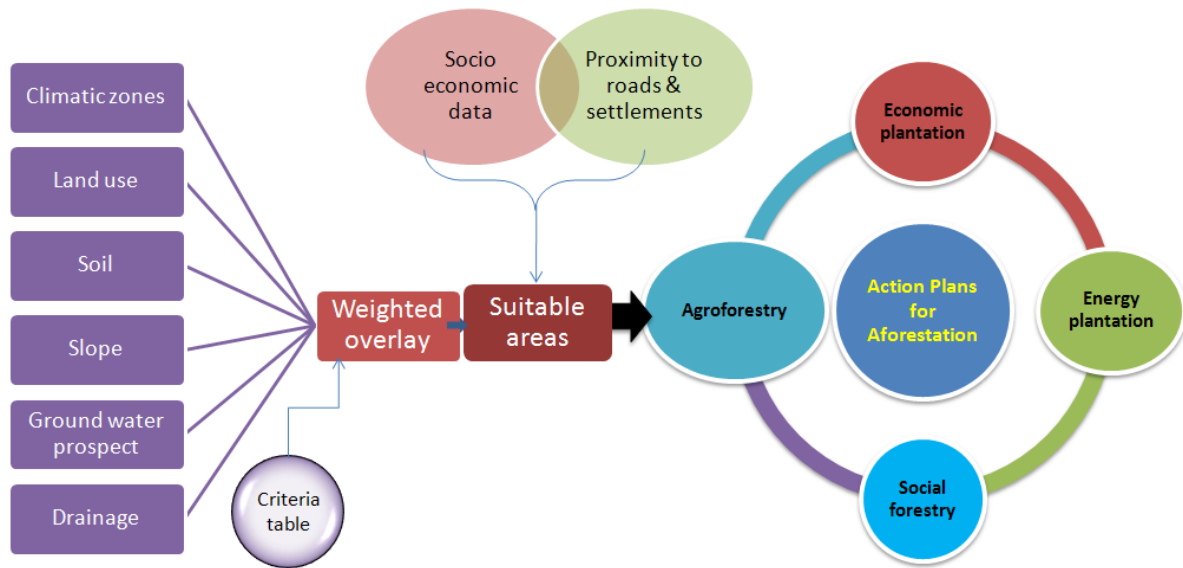 Climatic zones
Land use
Soil
Slope
Ground water
prospect
Drainage
Criteria
table
Weighted
overlay
Socio
economic
data
Proximity to
roads &
settlements
Suitable
areas
Agroforestry
Economic
plantation
Action Plans
for
Aforestation
Energy
plantation
Social
forestry